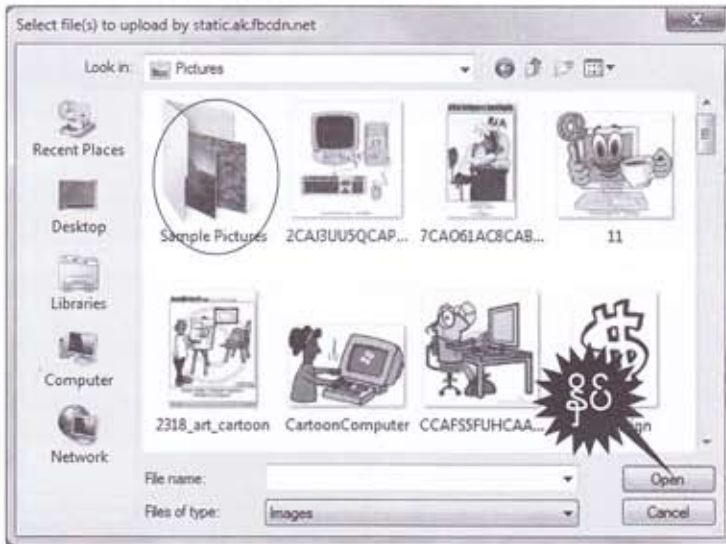 Select file(s) to upload by static.ak.fbcdn.net
Look in:
Pictures
Recent Places
Desktop
Libraries
Computer
Network
Sample Pictures
2CAJ3UU5QCAP...
7CAO61AC8CAB...
11
2318_art_cartoon
CartoonComputer
CCAFS5FUHCAA...
နှိပ်
File name:
Open
Files of type:
Images
Cancel